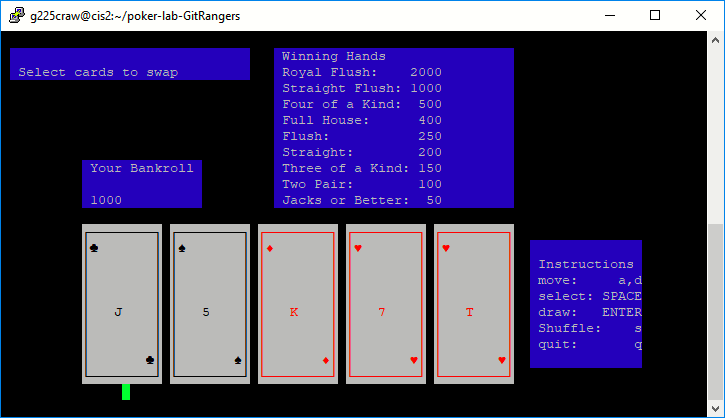 g225craw@cis2:~/poker-lab-GitRangers
Select cards to swap
Winning Hands
Royal Flush: 2000
Straight Flush: 1000
Four of a Kind: 500
Full House: 400
Flush: 250
Straight: 200
Three of a Kind: 150
Two Pair: 100
Jacks or Better: 50
Your Bankroll
1000
♣ ♠ ♦ ♥ ♥
J 5 K 7 T
♣ ♠ ♦ ♥ ♥
Instructions
move: a,d
select: SPACE
draw: ENTER
Shuffle: s
quit: q